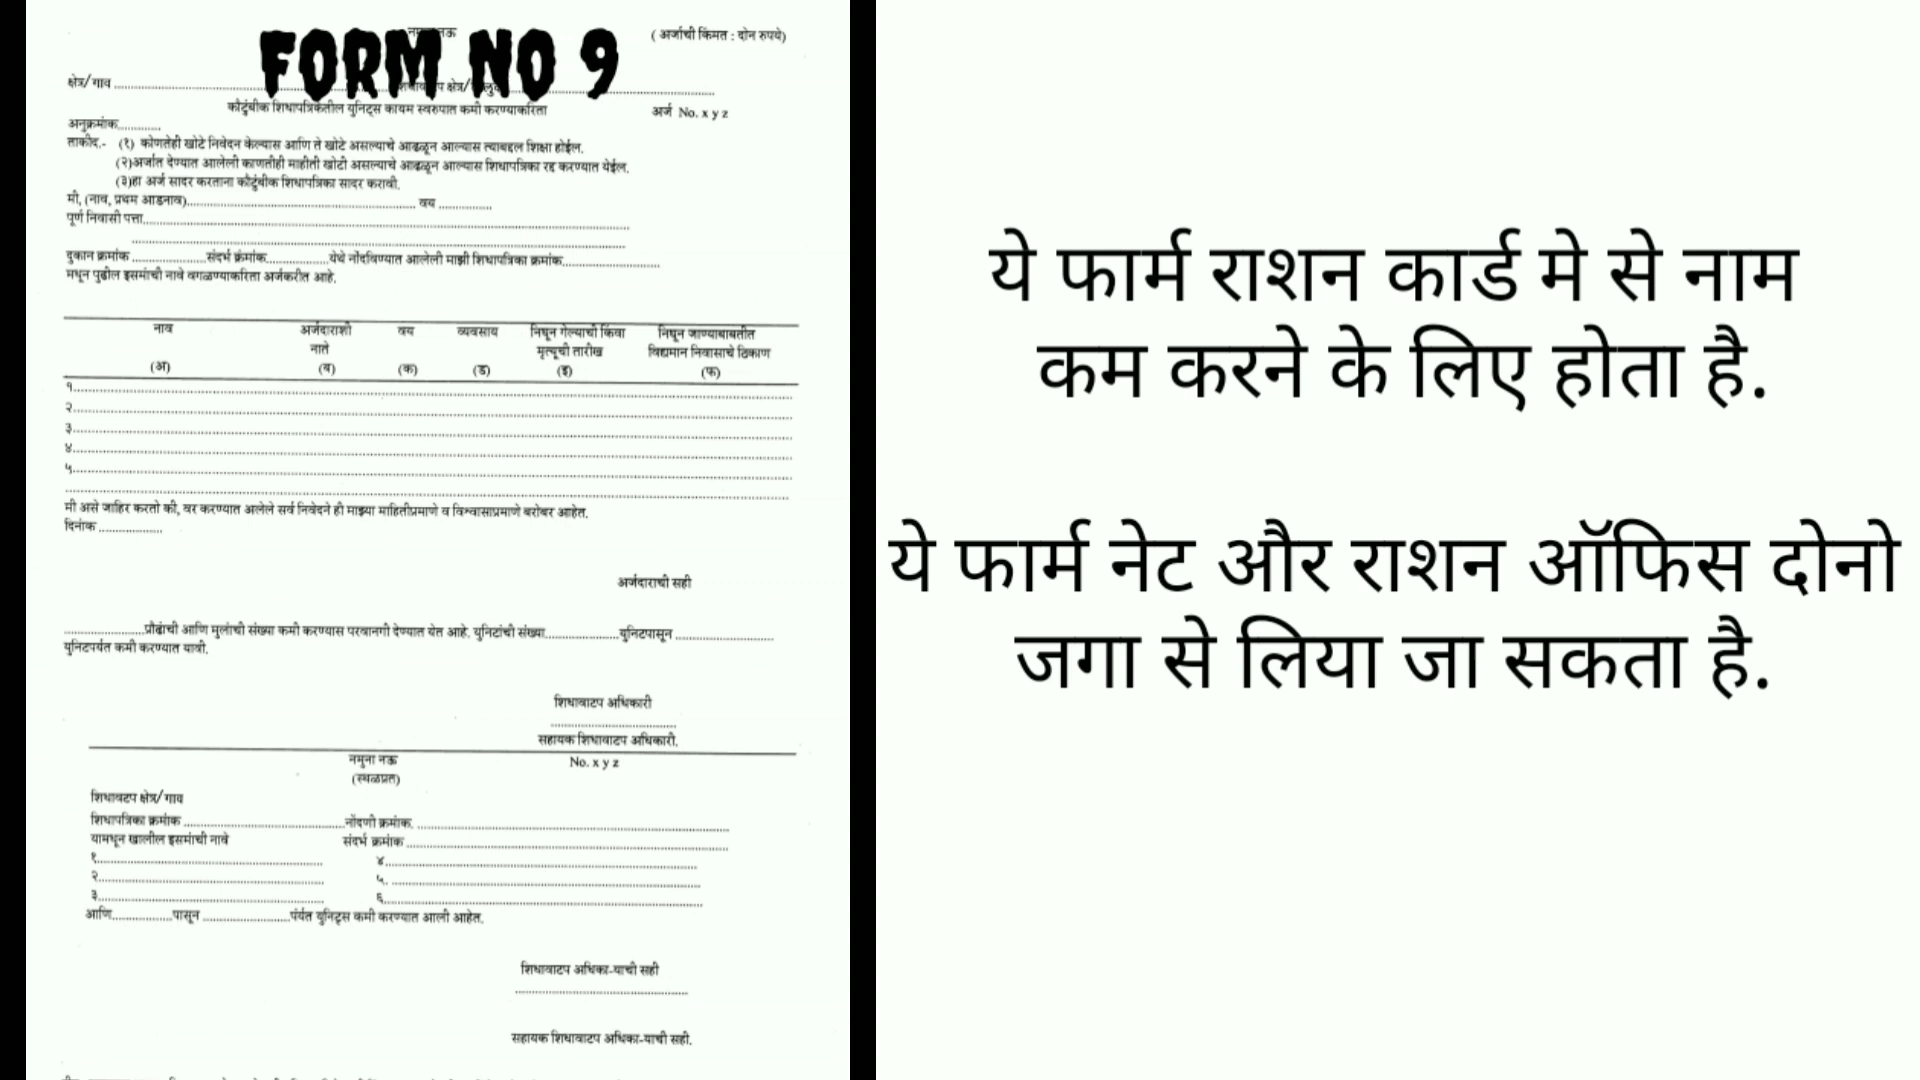 FORM NO 9
( अर्जाची किंमत : दोन रुपये)
क्षेत्र/ गाव
कौटुंबीक शिधापत्रिकेतील युनिट्स कायम स्वरुपात कमी करण्याकरिता
अर्ज No. x y z
अनुक्रमांक............
ताकीद.- (१) कोणतेही खोटे निवेदन केल्यास आणि ते खोटे असल्याचे आढळून आल्यास त्याबद्दल शिक्षा होईल.
(२)अर्जात देण्यात आलेली काणतीही माहीती खोटी असल्याचे आढळून आल्यास शिधापत्रिका रद्द करण्यात येईल.
(३)हा अर्ज सादर करताना कौटुंबीक शिधापत्रिका सादर करावी.
मी, (नाव, प्रथम आडनाव)............ वय ............
पूर्ण निवासी पत्ता............
दुकान क्रमांक ............संदर्भ क्रंमांक............येथे नोंदविण्यात आलेली माझी शिधापत्रिका क्रमांक............
मधून पुढील इसमांची नावे वगळण्याकरिता अर्जकरीत आहे.
नाव अर्जदाराशी वय व्यवसाय निघून गेल्याची किंवा निघून जाण्याबाबतीत
नाते मृत्यूची तारीख विद्यमान निवासाचे ठिकाण
(अ) (ब) (क) (ड) (इ) (फ)
१............
२............
३............
४............
५............
मी असे जाहिर करतो की, वर करण्यात अलेले सर्व निवेदने ही माझ्या माहितीप्रमाणे व विश्वासाप्रमाणे बरोबर आहेत.
दिनांक ............
अर्जदाराची सही
............प्रौढांची आणि मुलांची संख्या कमी करण्यास परवानगी देण्यात येत आहे. युनिटांची संख्या............युनिटपासून ............
युनिटपर्यंत कमी करण्यात यावी.
शिधावाटप अधिकारी
सहायक शिधावाटप अधिकारी.
नमुना नऊ No. x y z
(स्थळप्रत)
शिधावटप क्षेत्र/ गाव
शिधापत्रिका क्रमांक ............नोंदणी क्रमांक. ............
यामधून खालील इसमांची नावे संदर्भ क्रमांक ............
१............ ४............
२............ ५. ............
३............ ६............
आणि............पासून ............पर्यंत युनिट्स कमी करण्यात आली आहेत.
शिधावाटप अधिका-याची सही
सहायक शिधावाटप अधिका-याची सही.
ये फार्म राशन कार्ड मे से नाम
कम करने के लिए होता है.
ये फार्म नेट और राशन ऑफिस दोनो
जगा से लिया जा सकता है.